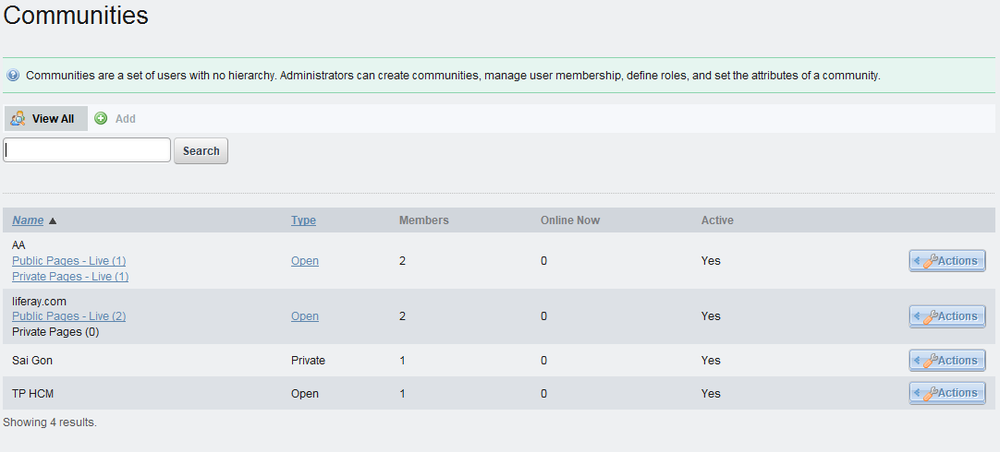 Communities
Communities are a set of users with no hierarchy. Administrators can create communities, manage user membership, define roles, and set the attributes of a community.
View All Add
Search
Name Type Members Online Now Active
AA
Public Pages - Live (1) Open 2 0 Yes Actions
Private Pages - Live (1)
liferay.com
Public Pages - Live (2) Open 2 0 Yes Actions
Private Pages (0)
Sai Gon Private 1 0 Yes Actions
TP HCM Open 1 0 Yes Actions
Showing 4 results.